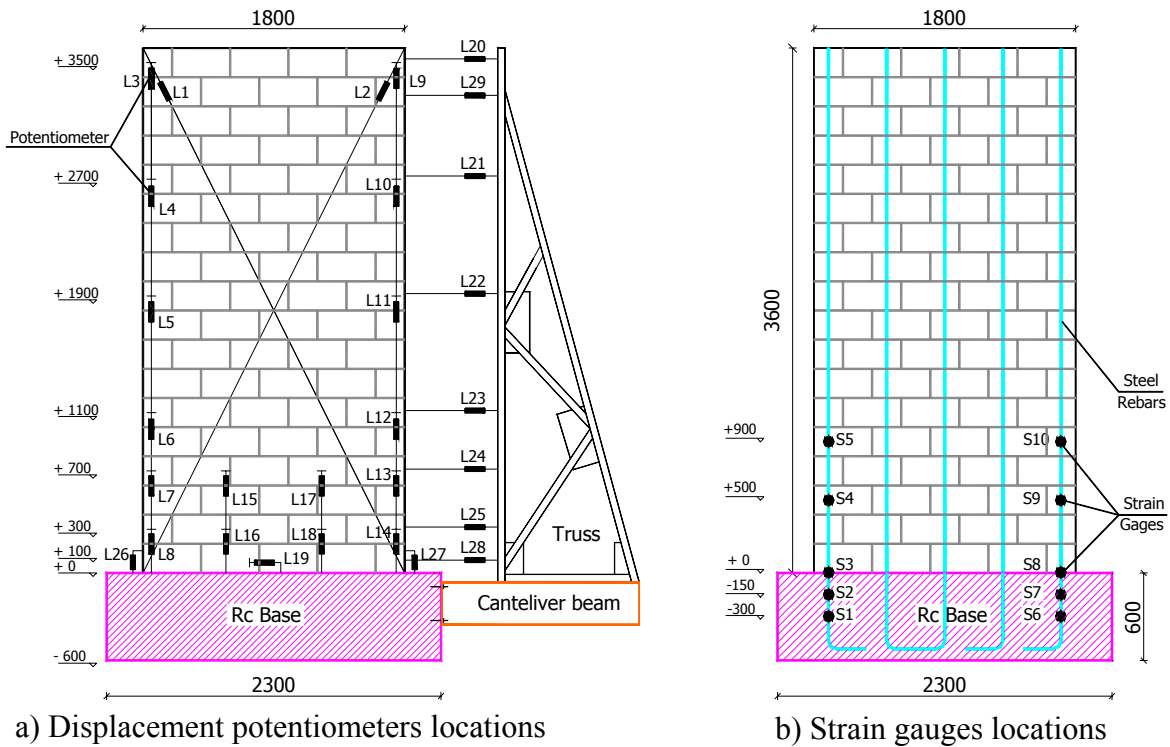 1800
+ 3500
L3
L1
L2
L9
L20
L29
Potentiometer
+ 2700
L4
L10
L21
+ 1900
L5
L11
L22
+ 1100
L6
L12
L23
+ 700
L7
L15
L17
L13
L24
+ 300
+ 100
+ 0
L26
L8
L16
L19
L18
L14
L27
L25
L28
Truss
Rc Base
Canteliver beam
- 600
2300
a) Displacement potentiometers locations
1800
3600
Steel
Rebars
+900
S5
S10
+500
S4
S9
Strain
Gages
+ 0
S3
S8
-150
S2
S7
-300
S1
S6
Rc Base
600
2300
b) Strain gauges locations